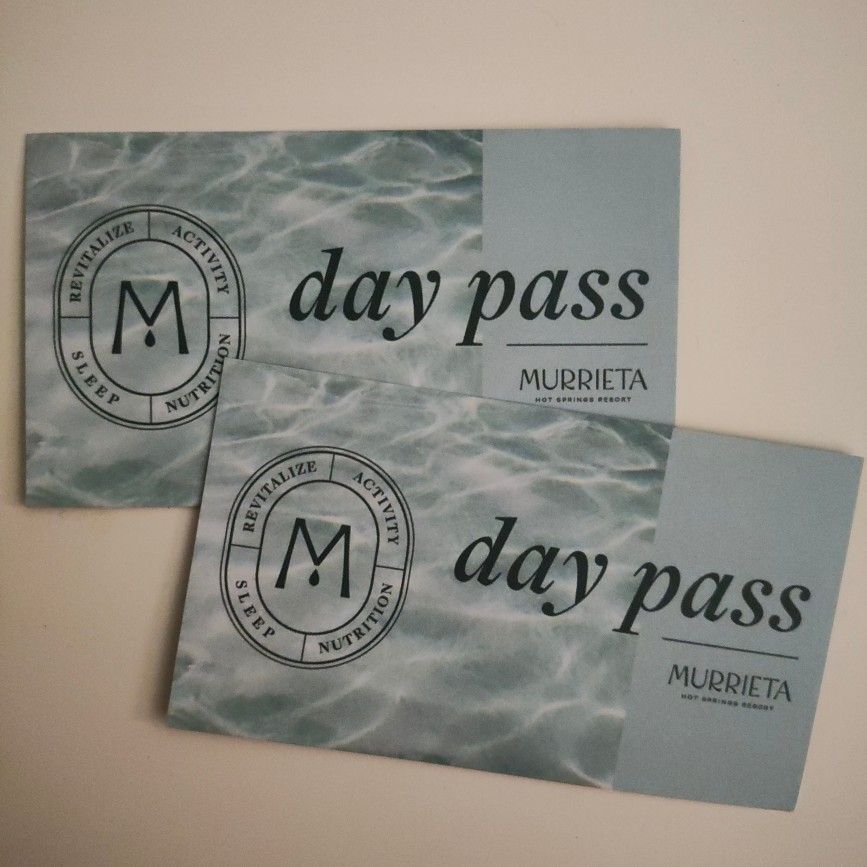 REVITALIZE
ACTIVITY
SLEEP
NUTRITION
M
day pass
MURRIETA
HOT SPRINGS RESORT
REVITALIZE
ACTIVITY
SLEEP
NUTRITION
M
day pass
MURRIETA
HOT SPRINGS RESORT